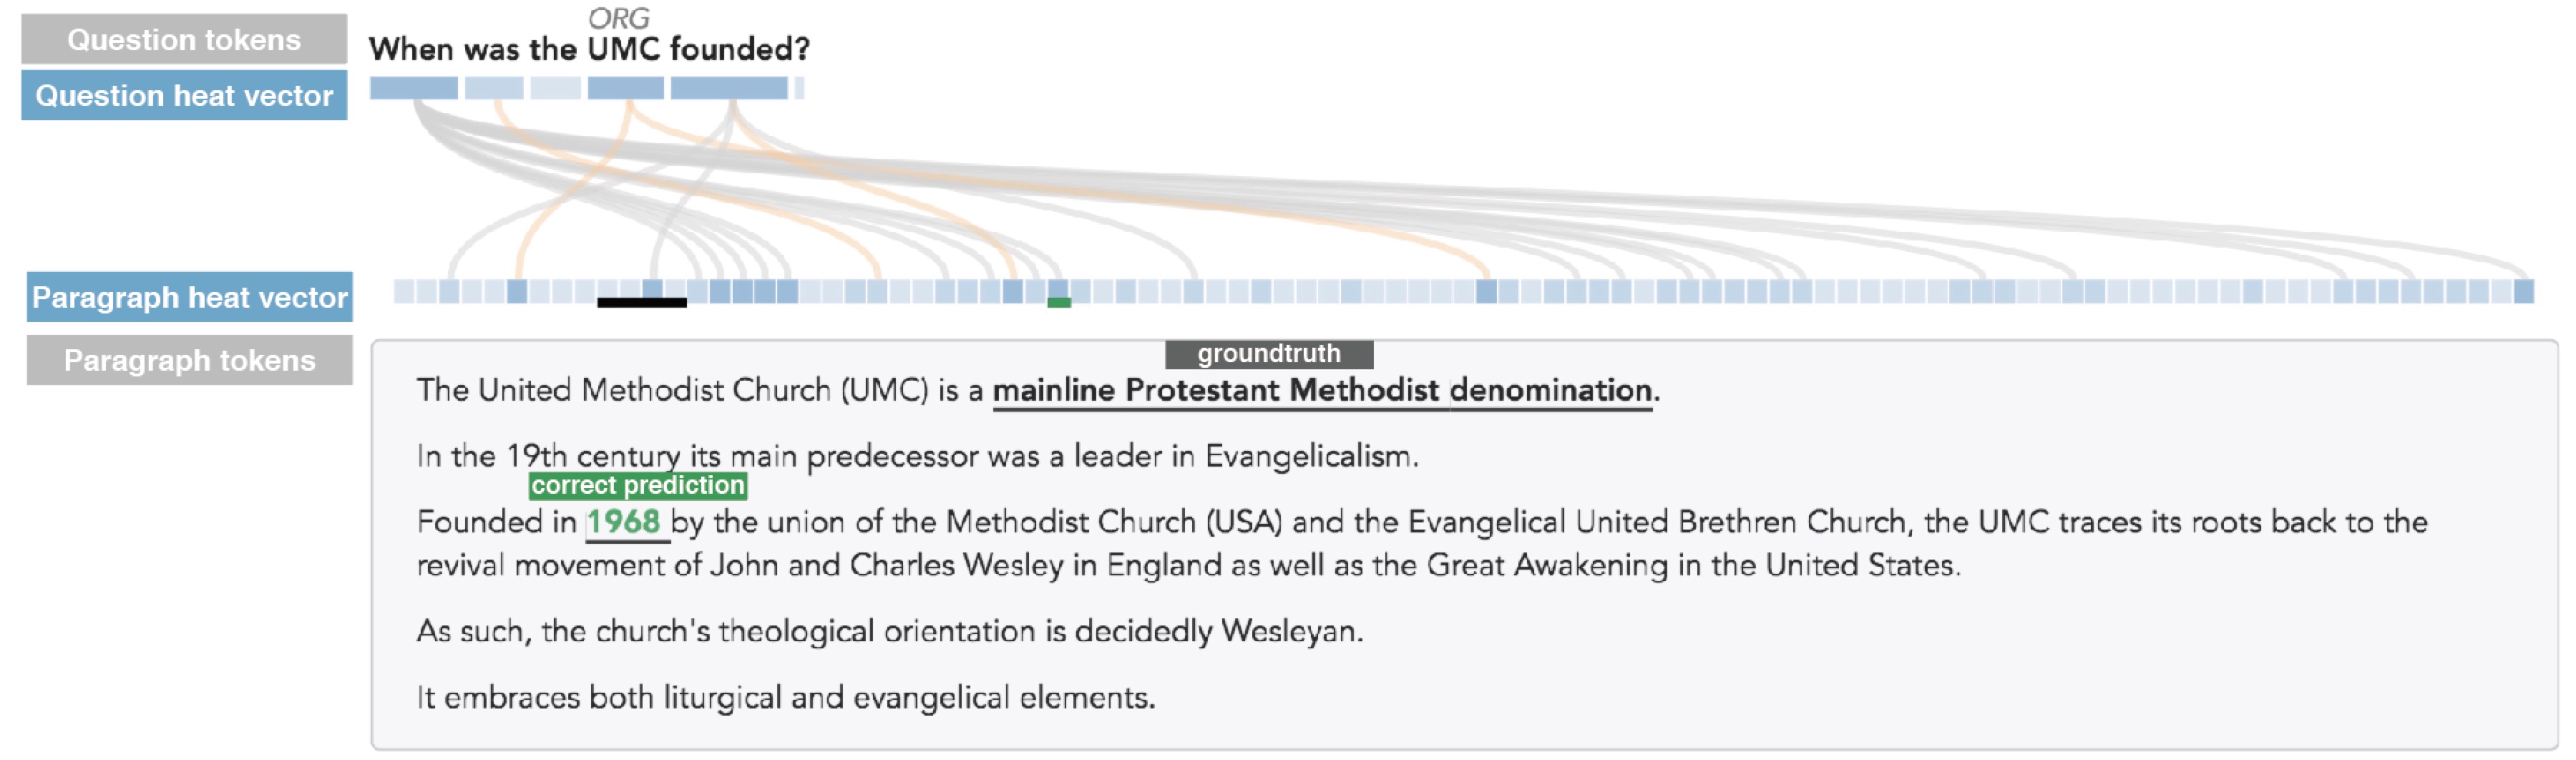 ORG
Question tokens
When was the UMC founded?
Question heat vector
Paragraph heat vector
Paragraph tokens
groundtruth
The United Methodist Church (UMC) is a mainline Protestant Methodist denomination.
In the 19th century its main predecessor was a leader in Evangelicalism.
correct prediction
Founded in 1968 by the union of the Methodist Church (USA) and the Evangelical United Brethren Church, the UMC traces its roots back to the
revival movement of John and Charles Wesley in England as well as the Great Awakening in the United States.
As such, the church's theological orientation is decidedly Wesleyan.
It embraces both liturgical and evangelical elements.